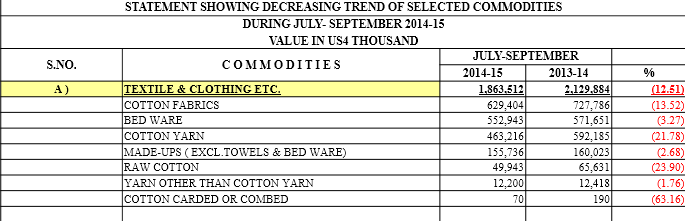 STATEMENT SHOWING DECREASING TREND OF SELECTED COMMODITIES
DURING JULY- SEPTEMBER 2014-15
VALUE IN US4 THOUSAND
S.NO. COMMODITIES JULY-SEPTEMBER
2014-15 2013-14 %
A ) TEXTILE & CLOTHING ETC. 1,863,512 2,129,884 (12.51)
COTTON FABRICS 629,404 727,786 (13.52)
BED WARE 552,943 571,651 (3.27)
COTTON YARN 463,216 592,185 (21.78)
MADE-UPS ( EXCL.TOWELS & BED WARE) 155,736 160,023 (2.68)
RAW COTTON 49,943 65,631 (23.90)
YARN OTHER THAN COTTON YARN 12,200 12,418 (1.76)
COTTON CARDED OR COMBED 70 190 (63.16)